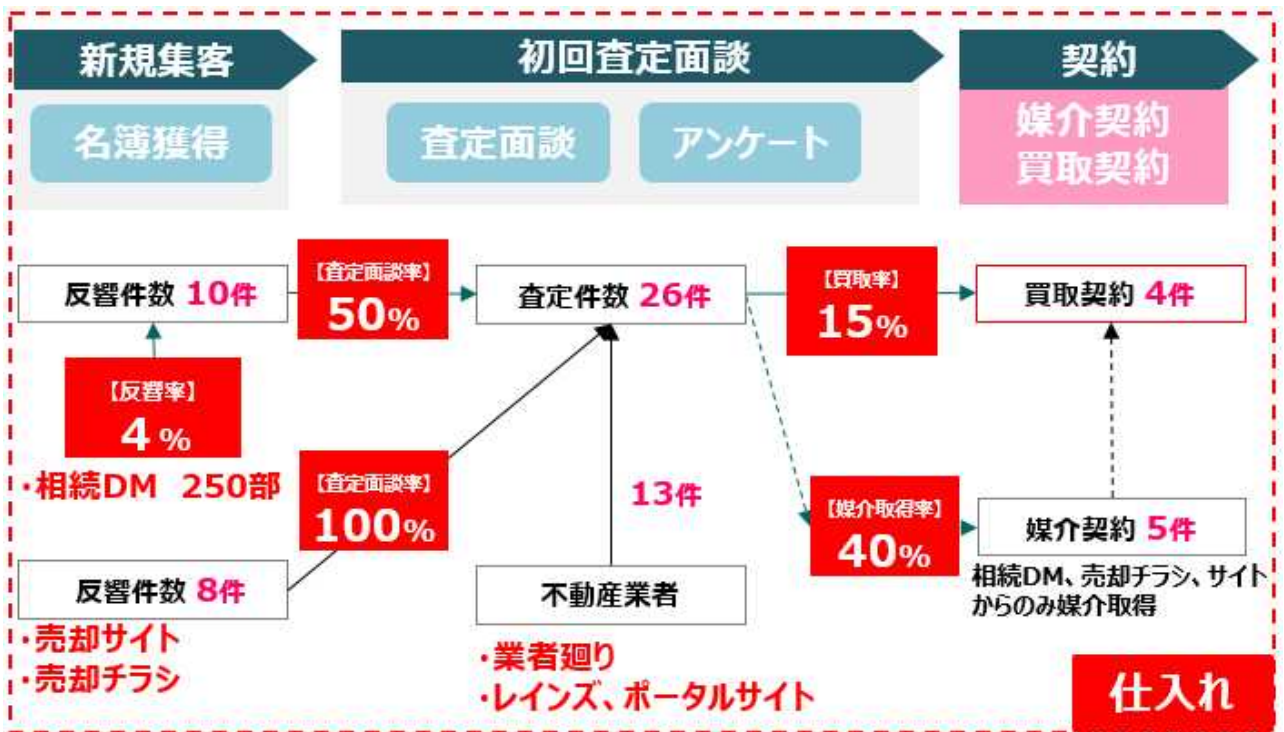 新規集客
初回査定面談
契約
名簿獲得
査定面談
アンケート
媒介契約
買取契約
反響件数 10件
【査定面談率】
50%
査定件数 26件
【買取率】
15%
買取契約 4件
【反響率】
4 %
・相続DM 250部
【査定面談率】
100%
13件
【媒介取得率】
40%
媒介契約 5件
相続DM、売却チラシ、サイト
からのみ媒介取得
反響件数 8件
・売却サイト
・売却チラシ
不動産業者
・業者廻り
・レインズ、ポータルサイト
仕入れ